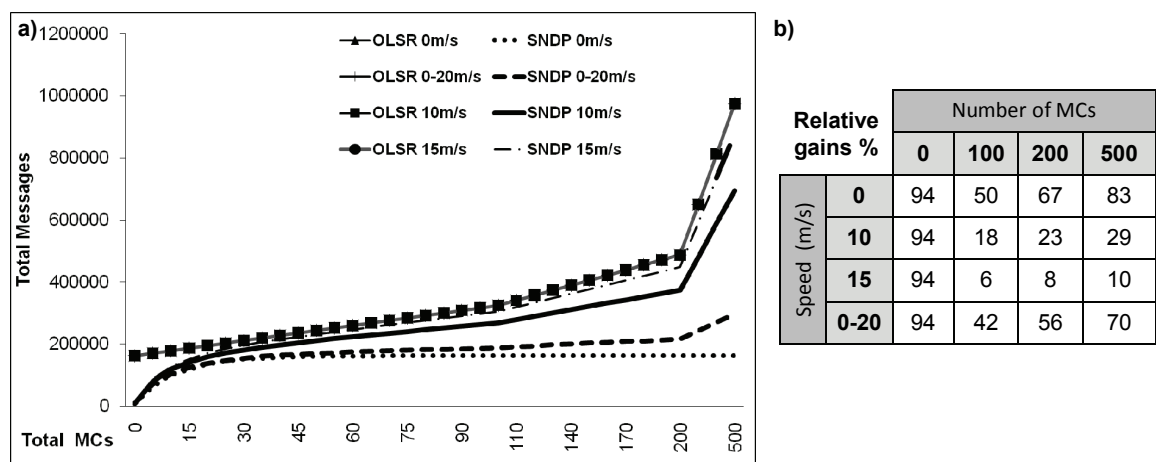 a)
1200000
1000000
800000
600000
400000
200000
0
Total Messages
OLSR 0m/s
SNDP 0m/s
OLSR 0-20m/s
SNDP 0-20m/s
OLSR 10m/s
SNDP 10m/s
OLSR 15m/s
SNDP 15m/s
Total MCs
0 15 30 45 60 75 90 110 140 170 200 500
b)
Relative gains %
Number of MCs
0 100 200 500
Speed (m/s)
0 94 50 67 83
10 94 18 23 29
15 94 6 8 10
0-20 94 42 56 70